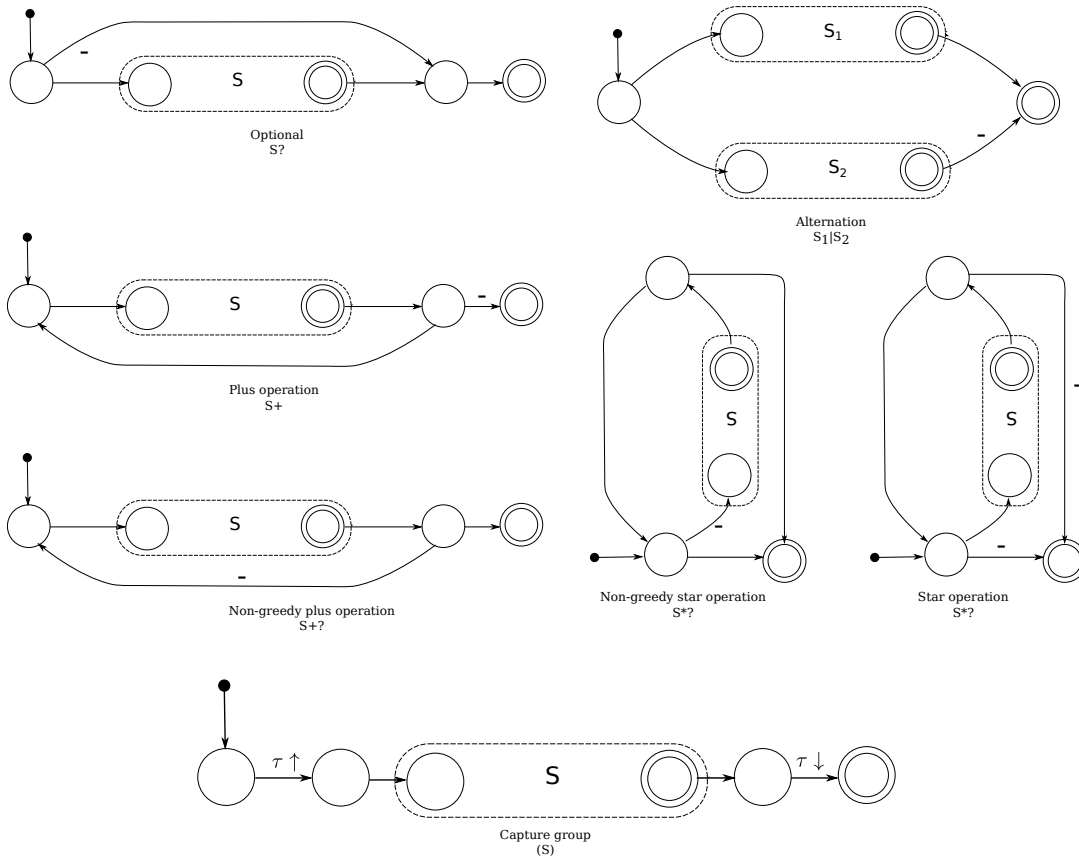 -
S
Optional
S?
S₁
S₂
-
Alternation
S₁|S₂
S
-
Plus operation
S+
S
-
Non-greedy plus operation
S+?
S
-
Non-greedy star operation
S*?
S
-
-
Star operation
S*?
τ ↑
S
τ ↓
Capture group
(S)